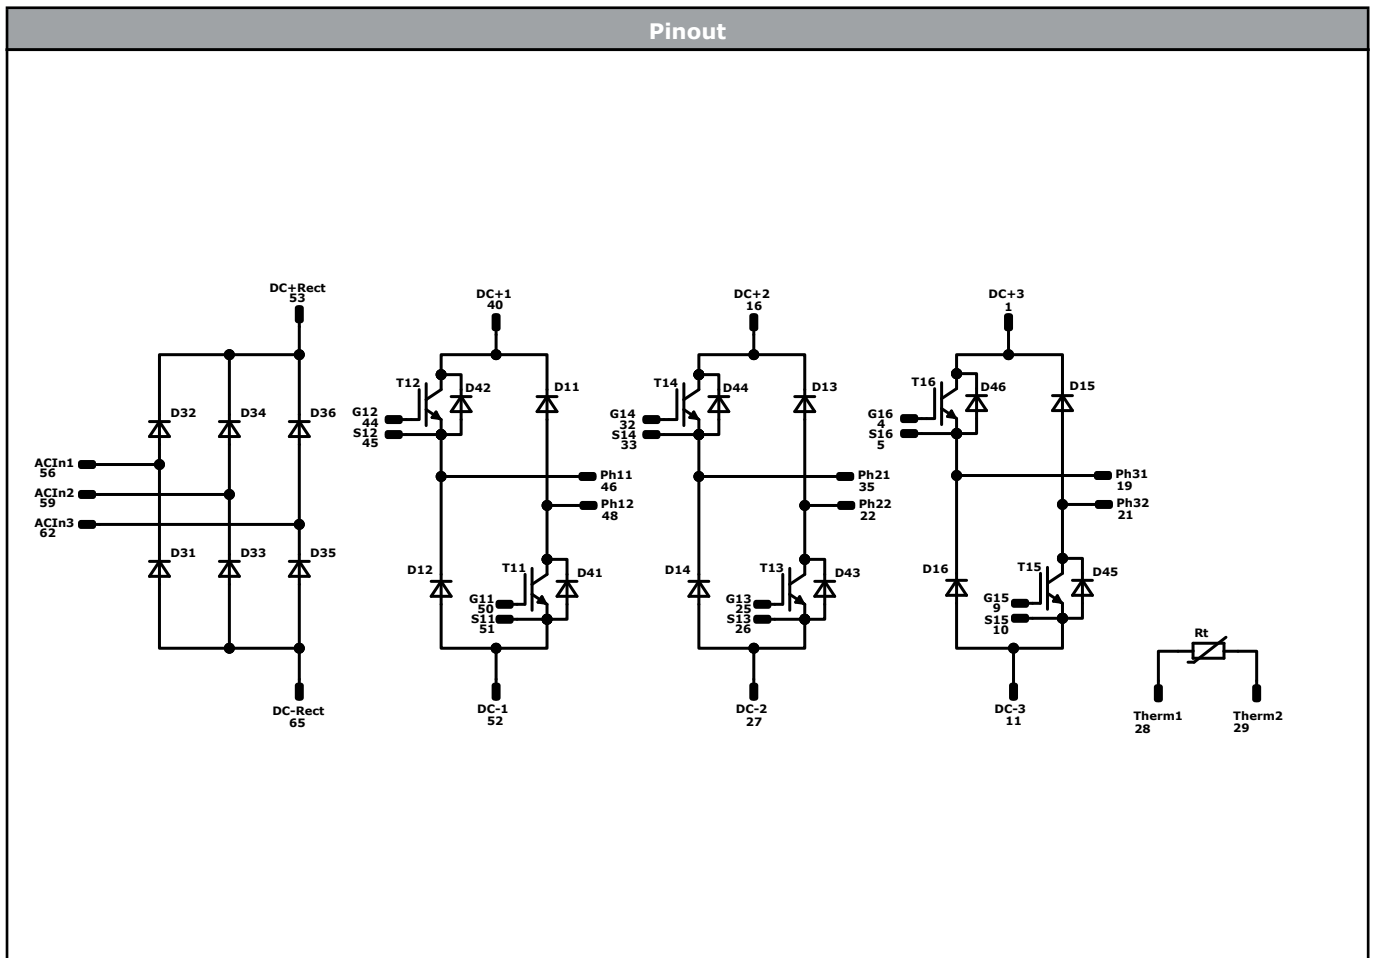 Pinout
DC+Rect
53
DC+1
40
DC+2
16
DC+3
1
T12
D42
D11
T14
D44
D13
T16
D46
D15
D32
D34
D36
G12
44
S12
45
G14
32
S14
33
G16
4
S16
5
ACIn1
56
ACIn2
59
ACIn3
62
Ph11
46
Ph12
48
Ph21
35
Ph22
22
Ph31
19
Ph32
21
D31
D33
D35
D12
T11
D41
D14
T13
D43
D16
T15
D45
G11
50
S11
51
G13
25
S13
26
G15
9
S15
10
Rt
DC-Rect
65
DC-1
52
DC-2
27
DC-3
11
Therm1
28
Therm2
29